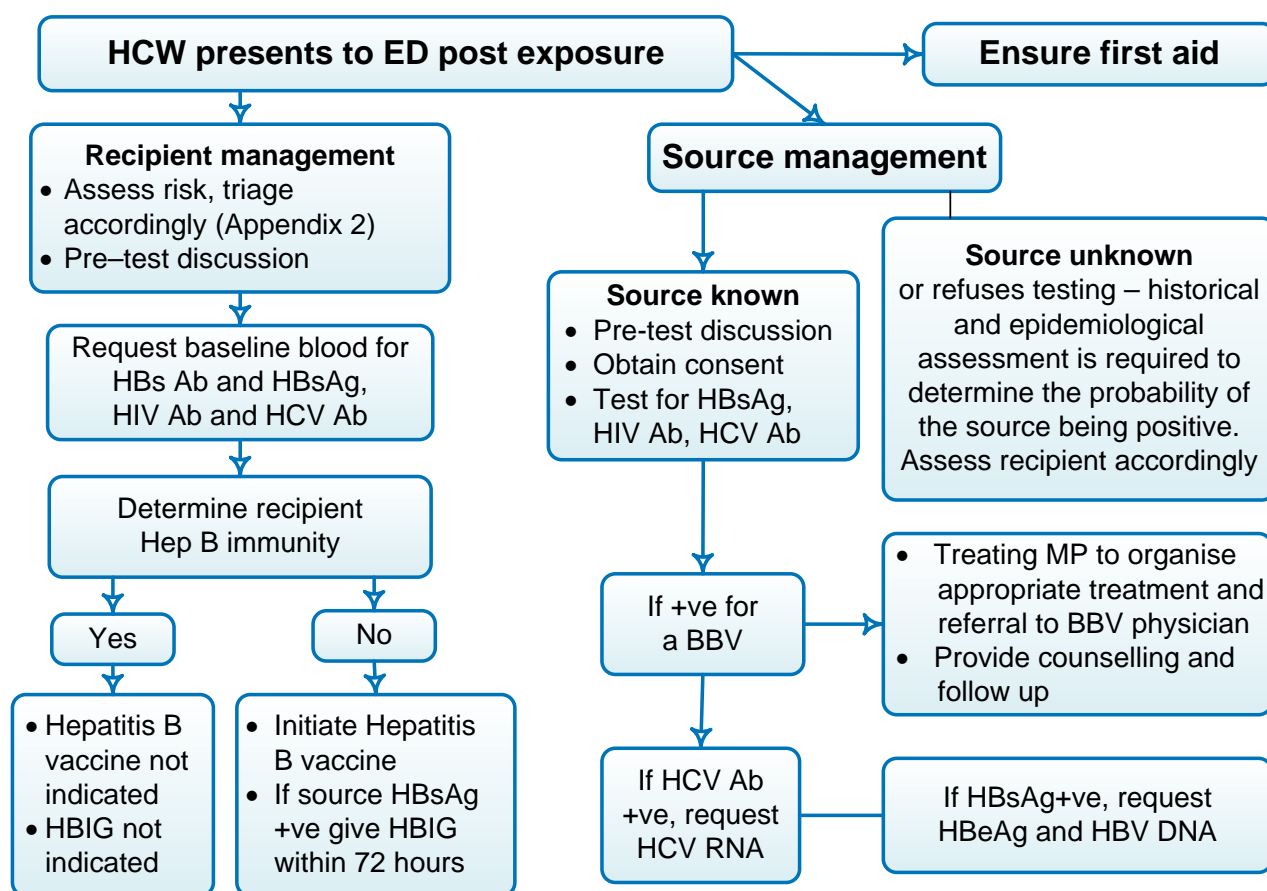 HCW presents to ED post exposure
Ensure first aid
Recipient management
• Assess risk, triage
accordingly (Appendix 2)
• Pre–test discussion
Request baseline blood for
HBs Ab and HBsAg,
HIV Ab and HCV Ab
Determine recipient
Hep B immunity
Yes
No
• Hepatitis B
vaccine not
indicated
• HBIG not
indicated
• Initiate Hepatitis
B vaccine
• If source HBsAg
+ve give HBIG
within 72 hours
Source management
Source known
• Pre-test discussion
• Obtain consent
• Test for HBsAg,
HIV Ab, HCV Ab
Source unknown
or refuses testing – historical
and epidemiological
assessment is required to
determine the probability of
the source being positive.
Assess recipient accordingly
If +ve for
a BBV
• Treating MP to organise
appropriate treatment and
referral to BBV physician
• Provide counselling and
follow up
If HCV Ab
+ve, request
HCV RNA
If HBsAg+ve, request
HBeAg and HBV DNA